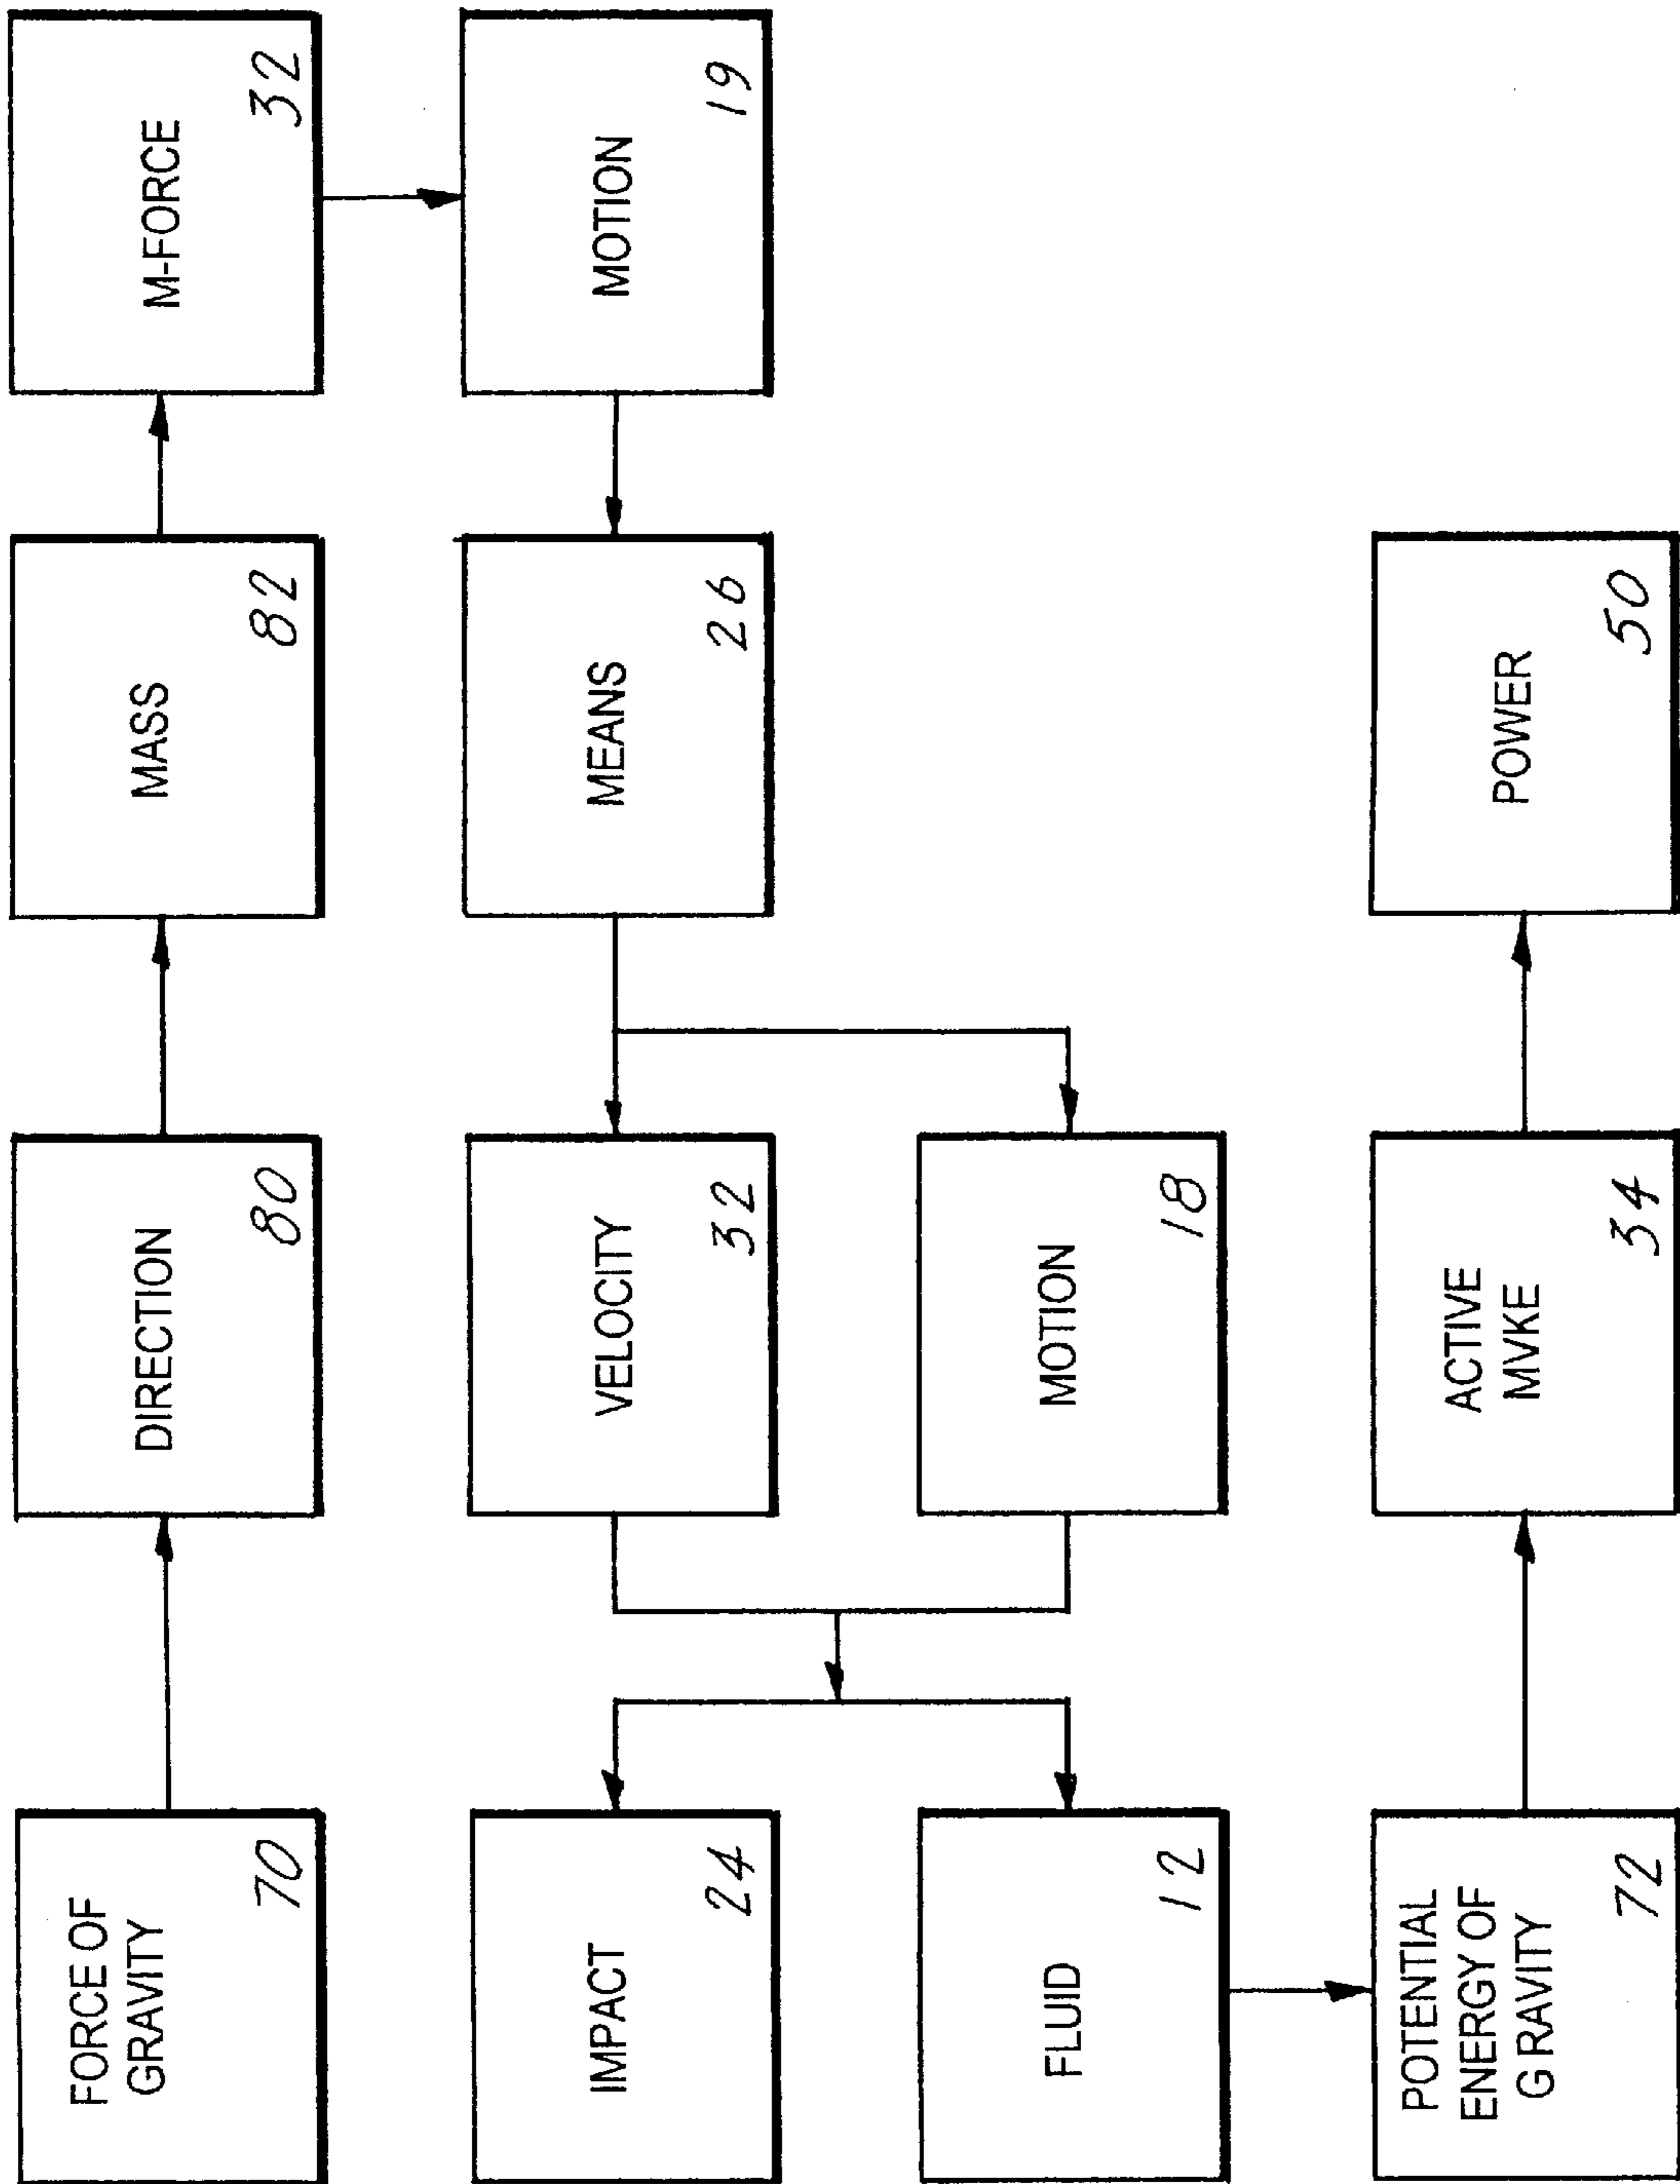 FORCE OF
GRAVITY
70
DIRECTION
80
MASS
82
M-FORCE
32
MOTION
19
MEANS
26
VELOCITY
32
MOTION
18
IMPACT
24
FLUID
12
POTENTIAL
ENERGY OF
G RAVITY
72
ACTIVE
MVKE
34
POWER
50